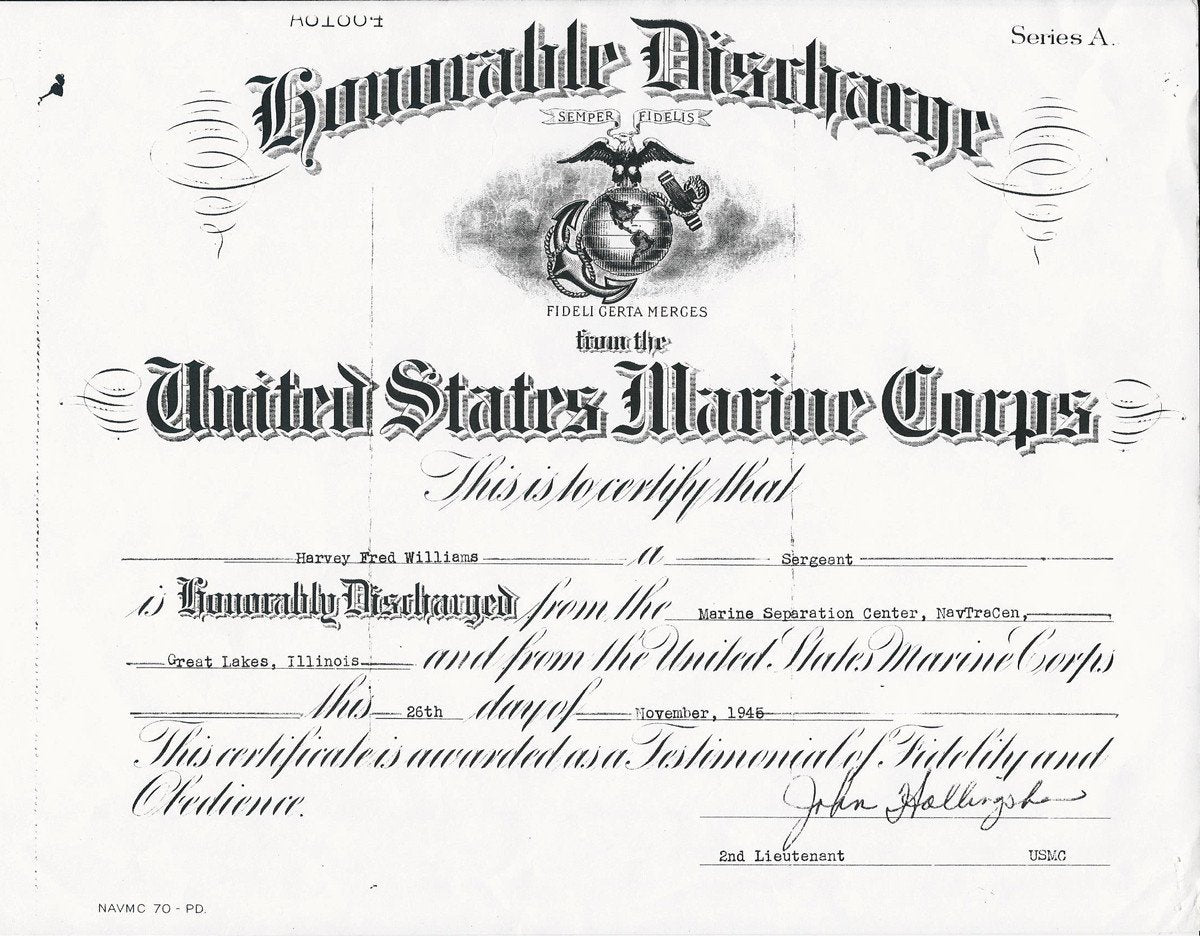 Series A.
Honorable Discharge
SEMPER FIDELIS
FIDELI CERTA MERCES
from the
United States Marine Corps
This is to certify that
Harvey Fred Williams a Sergeant
is Honorably Discharged from the Marine Separation Center, NavTraCen,
Great Lakes, Illinois and from the United States Marine Corps
this 26th day of November, 1945
This certificate is awarded as a Testimonial of Fidelity and
Obedience.
John
2nd Lieutenant USMC
NAVMC 70 - PD.